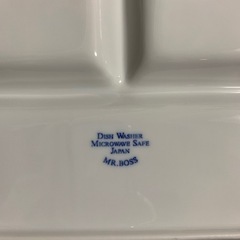 Dish Washer
Microwave Safe
Japan
Mr. Boss